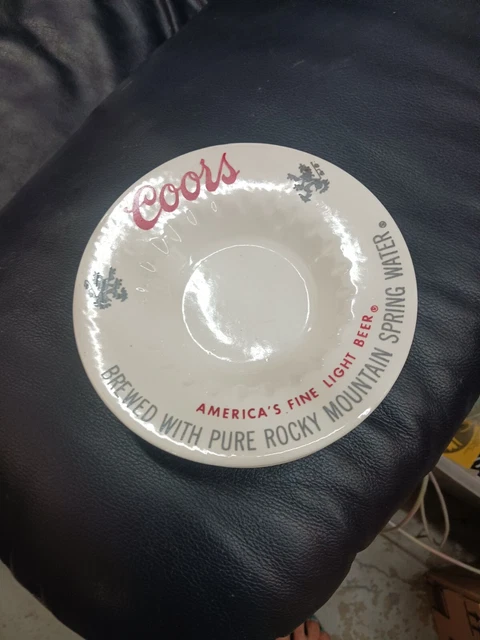 Coors
AMERICA'S FINE LIGHT BEER®
BREWED WITH PURE ROCKY MOUNTAIN SPRING WATER®